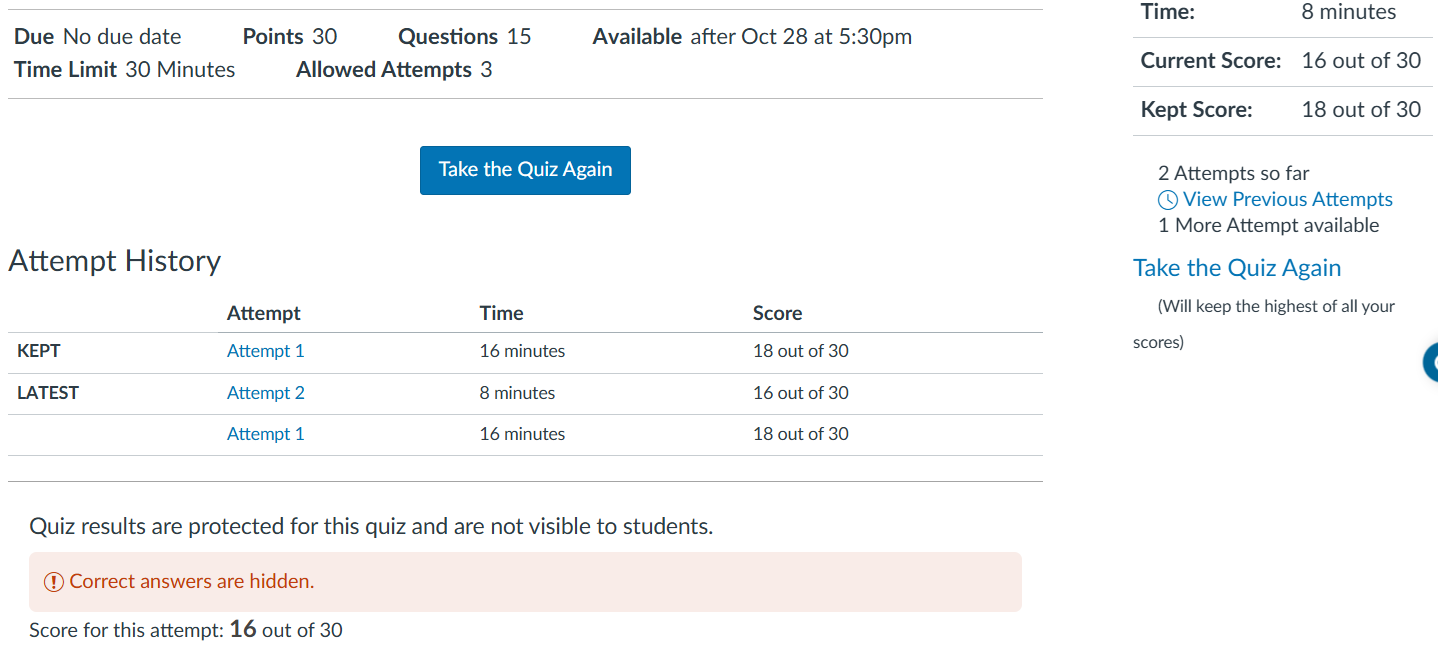 Due No due date Points 30 Questions 15 Available after Oct 28 at 5:30pm
Time Limit 30 Minutes Allowed Attempts 3
Take the Quiz Again
Attempt History
Attempt Time Score
KEPT Attempt 1 16 minutes 18 out of 30
LATEST Attempt 2 8 minutes 16 out of 30
Attempt 1 16 minutes 18 out of 30
Quiz results are protected for this quiz and are not visible to students.
Correct answers are hidden.
Score for this attempt: 16 out of 30
Time: 8 minutes
Current Score: 16 out of 30
Kept Score: 18 out of 30
2 Attempts so far
View Previous Attempts
1 More Attempt available
Take the Quiz Again
(Will keep the highest of all your
scores)